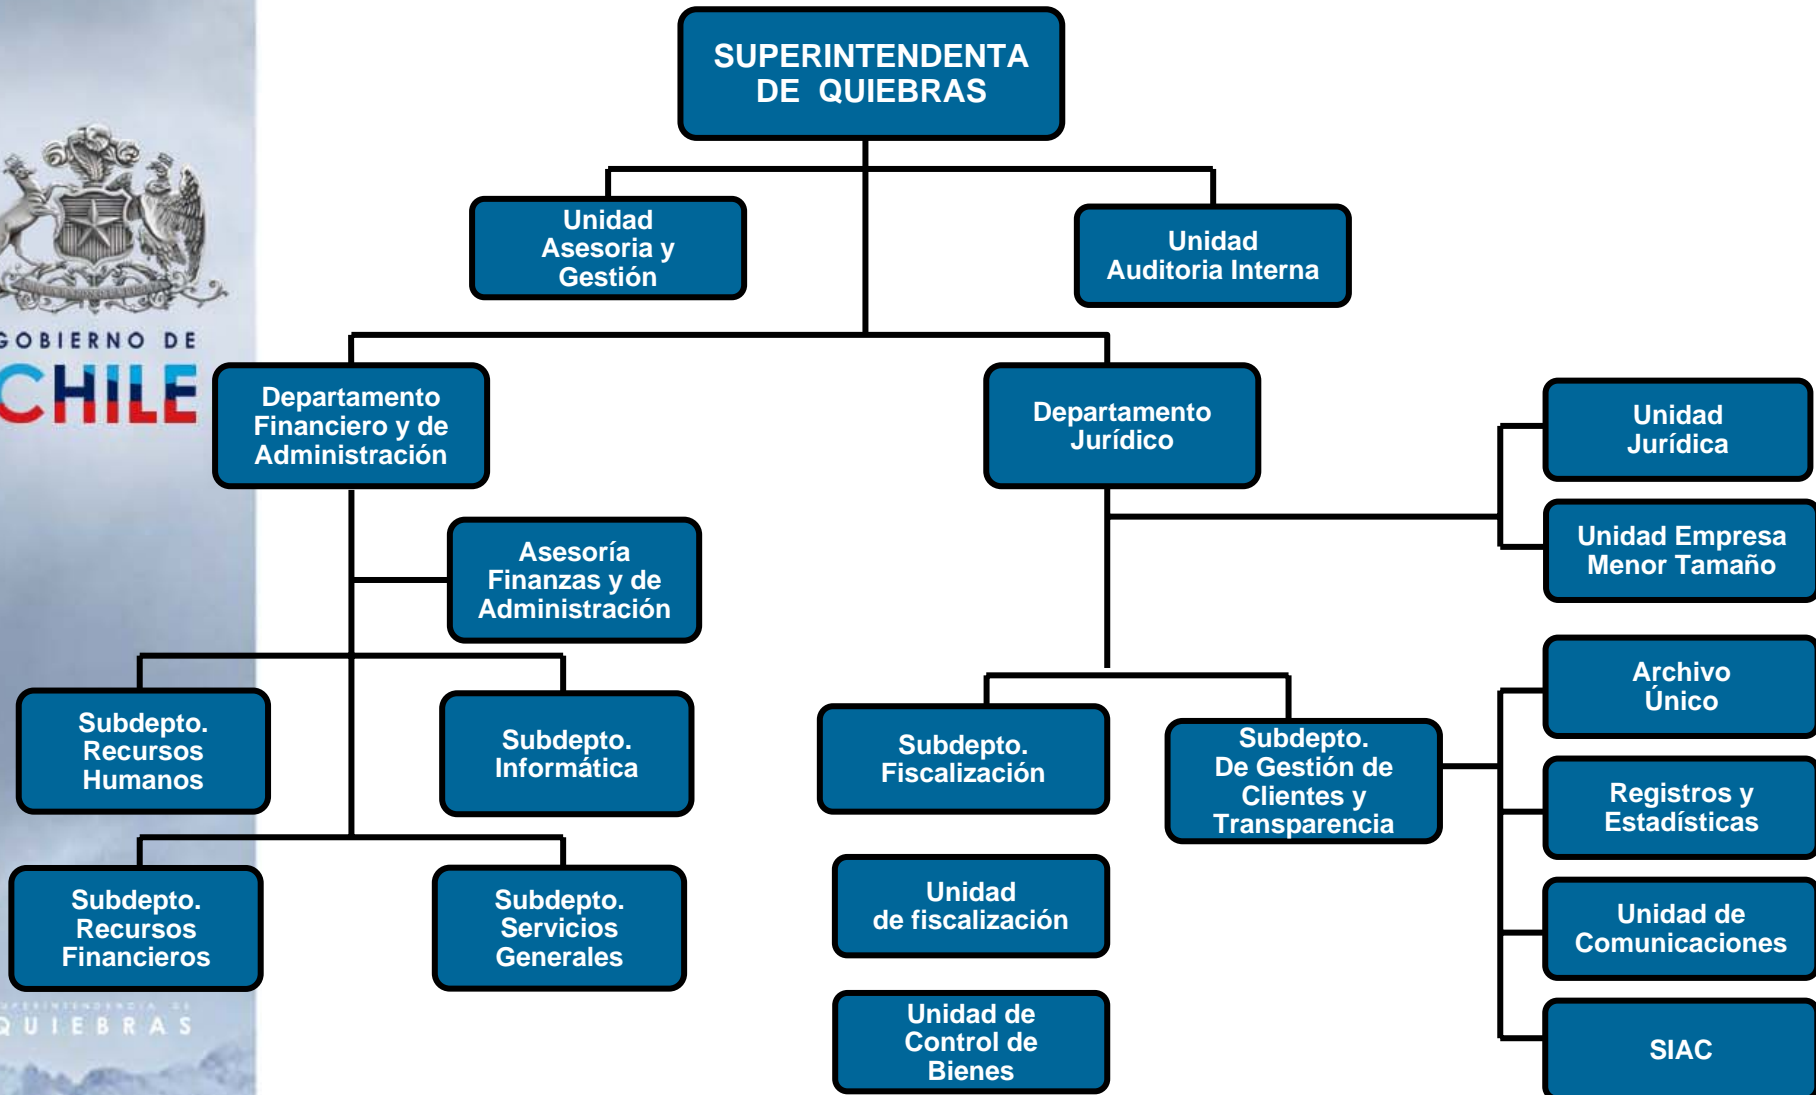 SUPERINTENDENTA
DE QUIEBRAS
Unidad
Asesoria y
Gestión
Unidad
Auditoria Interna
GOBIERNO DE
CHILE
Departamento
Financiero y de
Administración
Departamento
Jurídico
Unidad
Jurídica
Unidad Empresa
Menor Tamaño
Asesoría
Finanzas y de
Administración
Subdepto.
Recursos
Humanos
Subdepto.
Informática
Subdepto.
Fiscalización
Subdepto.
De Gestión de
Clientes y
Transparencia
Archivo
Único
Registros y
Estadísticas
Subdepto.
Recursos
Financieros
Subdepto.
Servicios
Generales
Unidad
de fiscalización
Unidad de
Comunicaciones
Unidad de
Control de
Bienes
SIAC
SUPERINTENDENCIA DE
QUIEBRAS